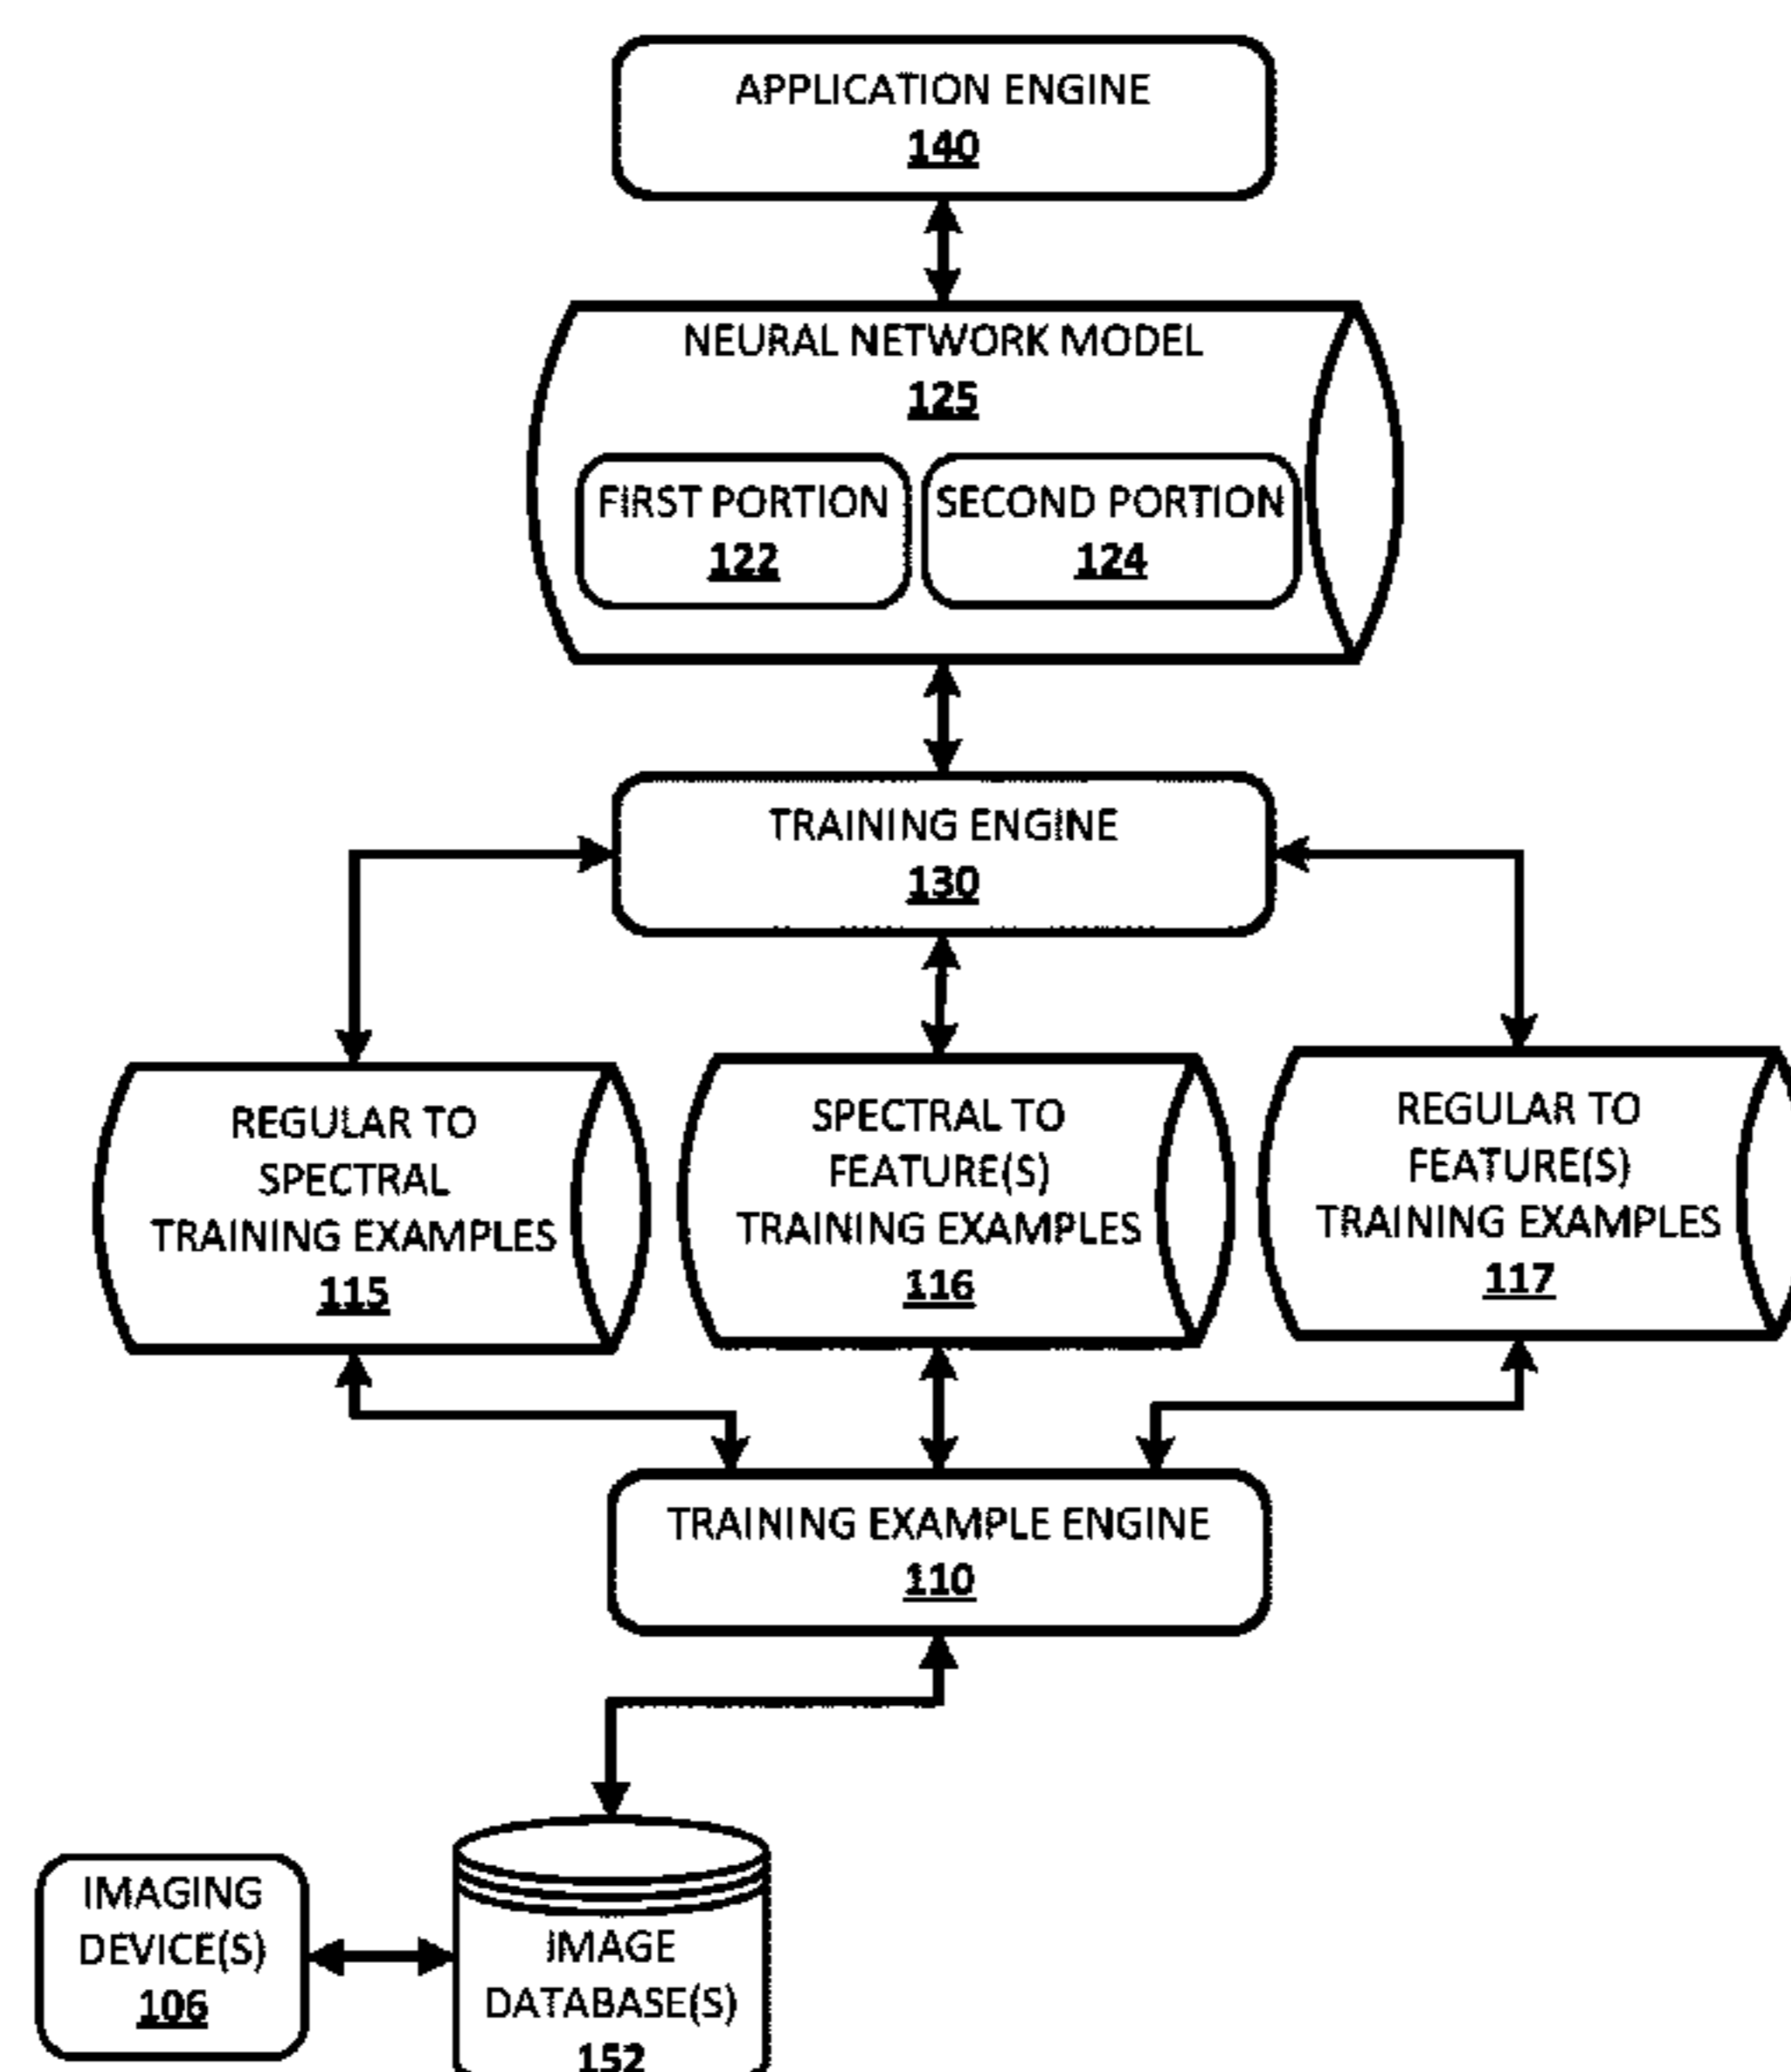 APPLICATION ENGINE
140
NEURAL NETWORK MODEL
125
FIRST PORTION
122
SECOND PORTION
124
TRAINING ENGINE
130
REGULAR TO
SPECTRAL
TRAINING EXAMPLES
115
SPECTRAL TO
FEATURE(S)
TRAINING EXAMPLES
116
REGULAR TO
FEATURE(S)
TRAINING EXAMPLES
117
TRAINING EXAMPLE ENGINE
110
IMAGING
DEVICE(S)
106
IMAGE
DATABASE(S)
152